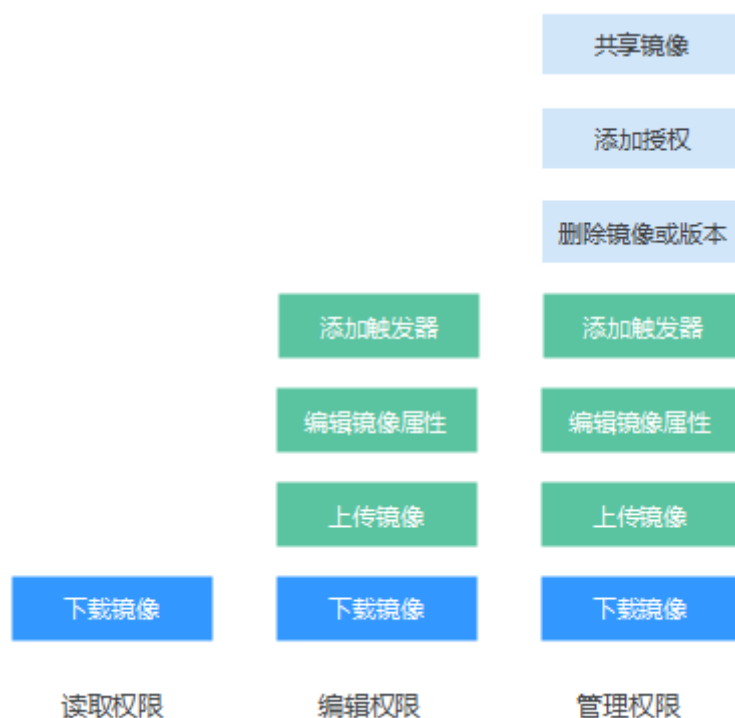 共享镜像
添加授权
删除镜像或版本
添加触发器 添加触发器
编辑镜像属性 编辑镜像属性
上传镜像 上传镜像
下载镜像 下载镜像 下载镜像
读取权限 编辑权限 管理权限